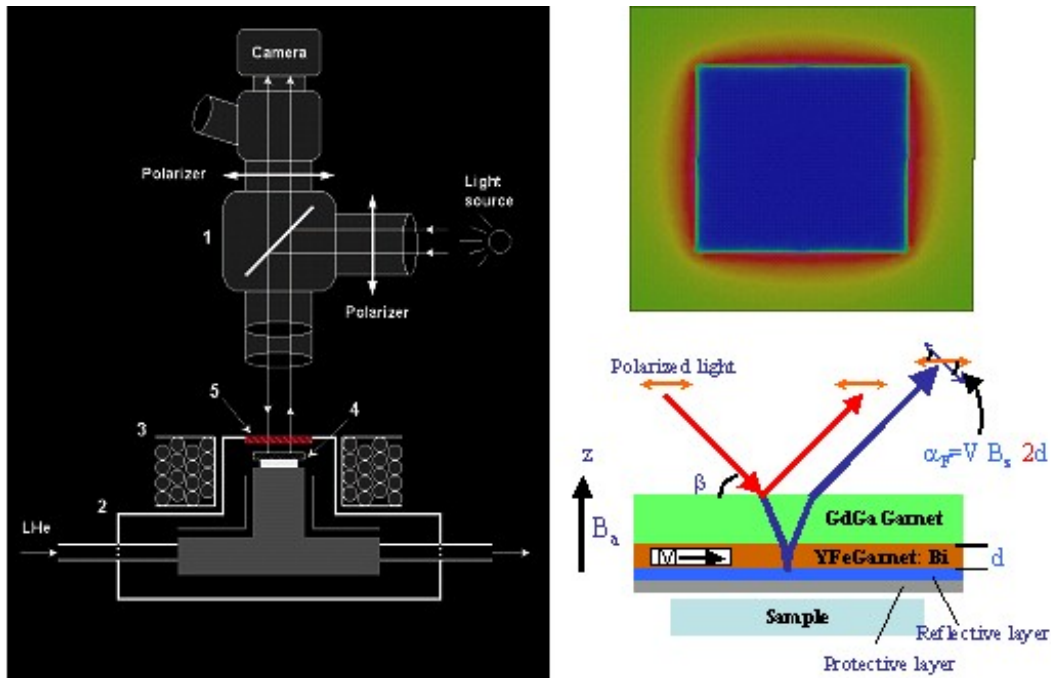 Camera
Polarizer
Light
source
1
Polarizer
5
4
3
2
LHe
Polarized light
αF=V Bs 2d
z
β
Ba
GdGa Garnet
M
YFeGarnet: Bi
d
Sample
Reflective layer
Protective layer